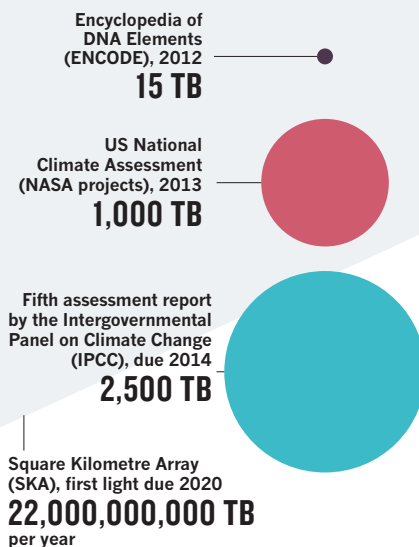 Encyclopedia of
DNA Elements
(ENCODE), 2012
15 TB
US National
Climate Assessment
(NASA projects), 2013
1,000 TB
Fifth assessment report
by the Intergovernmental
Panel on Climate Change
(IPCC), due 2014
2,500 TB
Square Kilometre Array
(SKA), first light due 2020
22,000,000,000 TB
per year